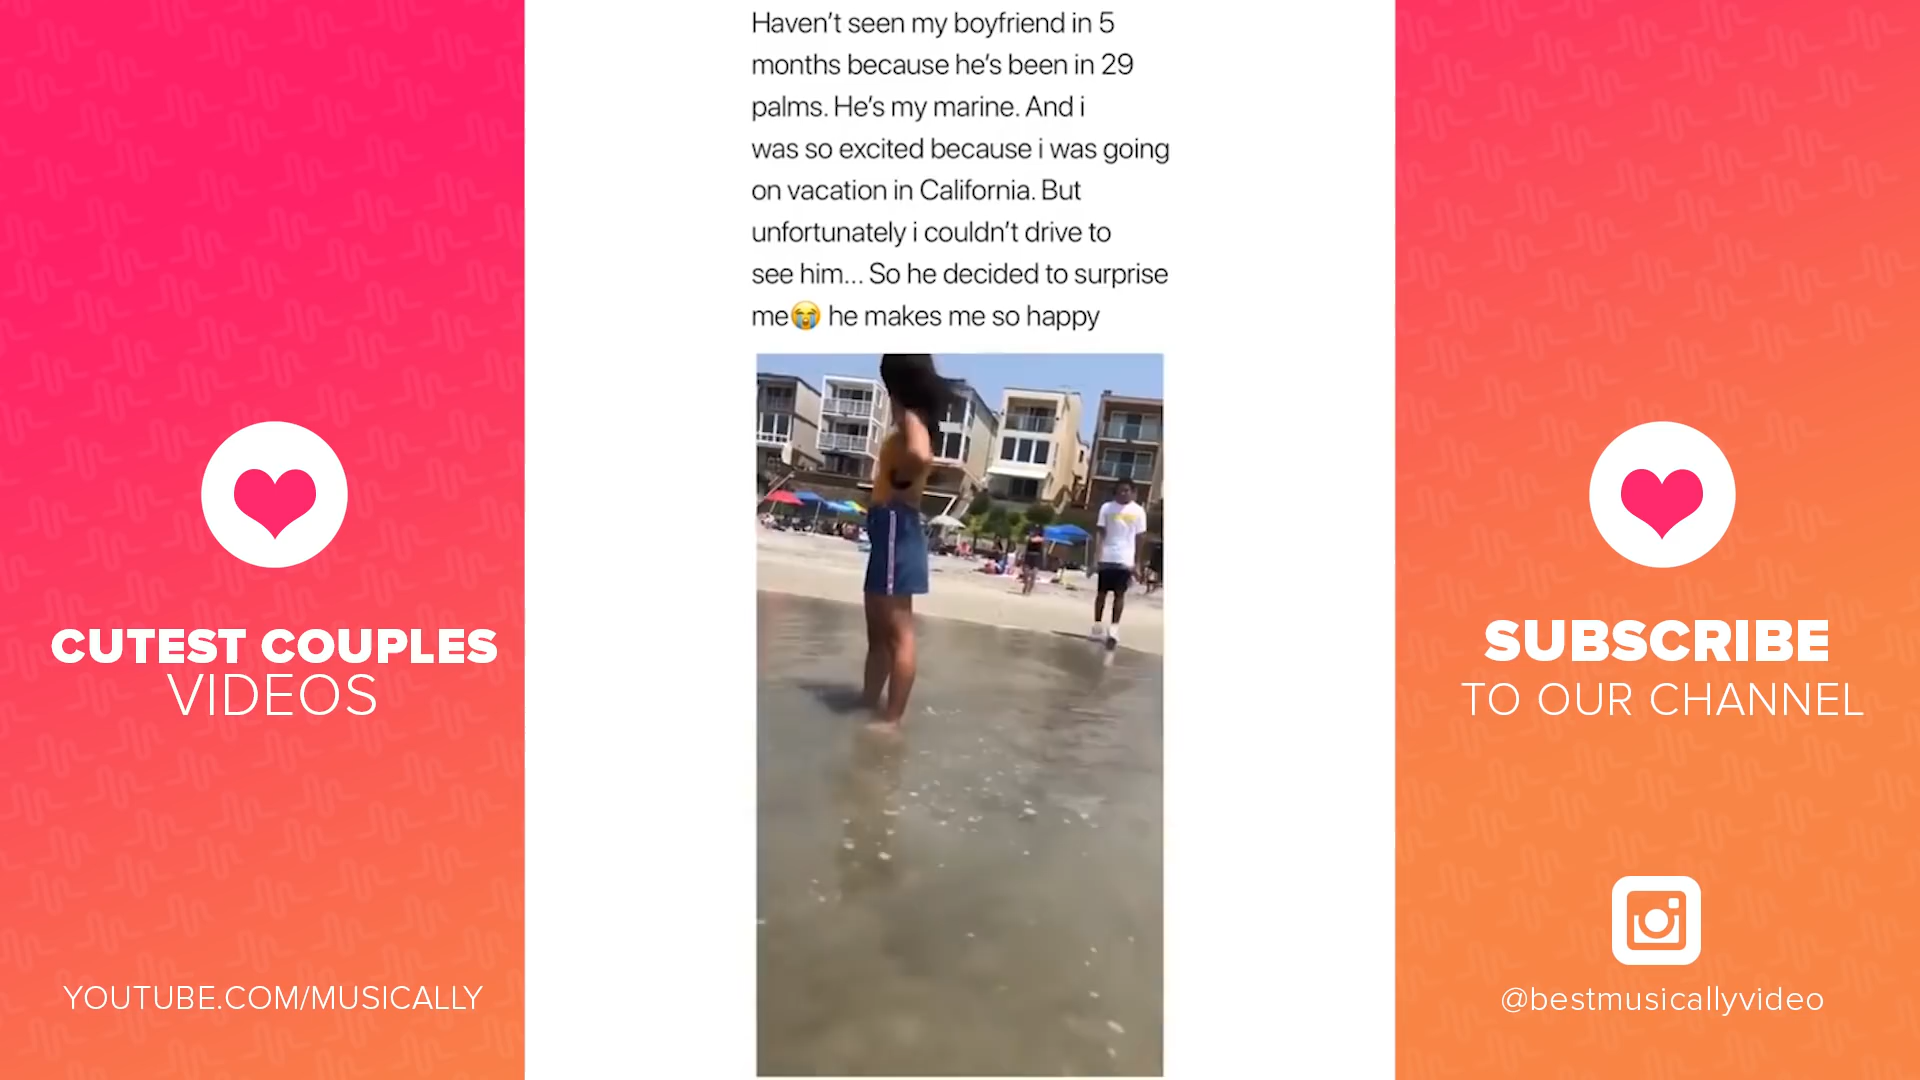 Haven’t seen my boyfriend in 5
months because he’s been in 29
palms. He’s my marine. And i
was so excited because i was going
on vacation in California. But
unfortunately i couldn’t drive to
see him... So he decided to surprise
me😭 he makes me so happy
CUTEST COUPLES
VIDEOS
YOUTUBE.COM/MUSICALLY
SUBSCRIBE
TO OUR CHANNEL
@bestmusicallyvideo